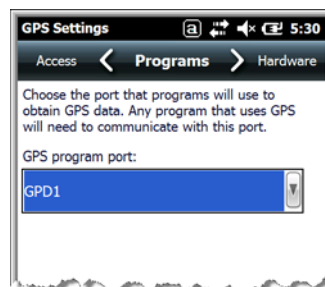 GPS Settings a 5:30
Access Programs Hardware
Choose the port that programs will use to
obtain GPS data. Any program that uses GPS
will need to communicate with this port.
GPS program port:
GPD1